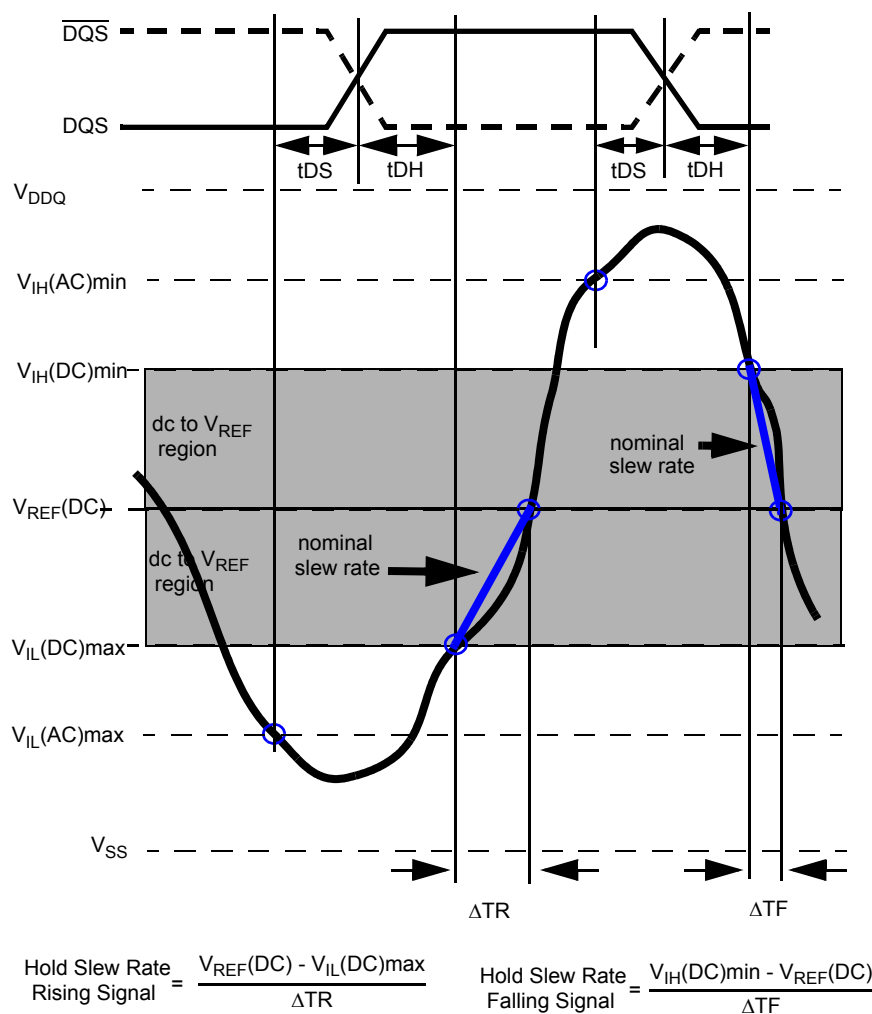 DQS
DQS
tDS
tDH
tDS
tDH
VDDQ
VIH(AC)min
VIH(DC)min
dc to VREF
region
nominal
slew rate
VREF(DC)
dc to VREF
region
nominal
slew rate
VIL(DC)max
VIL(AC)max
VSS
ΔTR
ΔTF
Hold Slew Rate
Rising Signal
=
VREF(DC) - VIL(DC)max
ΔTR
Hold Slew Rate
Falling Signal
=
VIH(DC)min - VREF(DC)
ΔTF